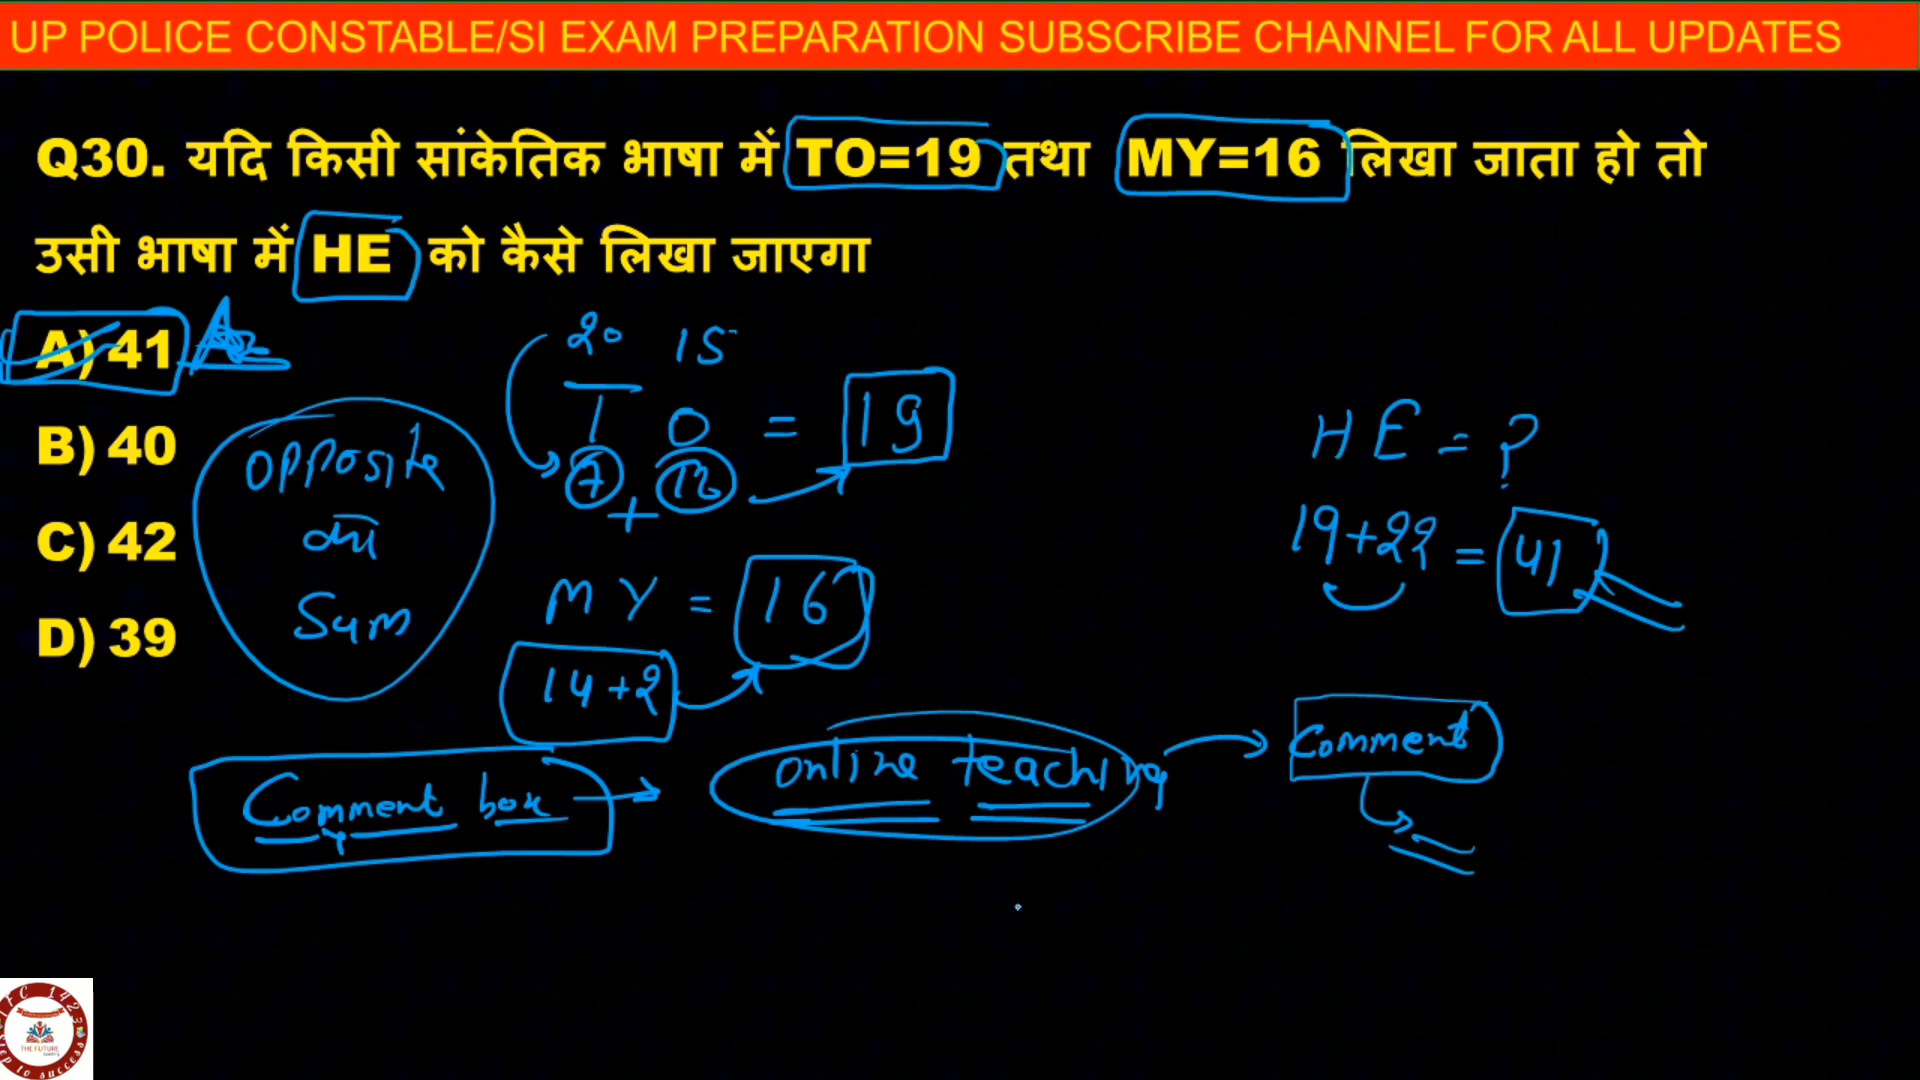 UP POLICE CONSTABLE/SI EXAM PREPARATION SUBSCRIBE CHANNEL FOR ALL UPDATES
Q30. यदि किसी सांकेतिक भाषा में TO=19 तथा MY=16 लिखा जाता हो तो
उसी भाषा में HE को कैसे लिखा जाएगा
A) 41
B) 40
C) 42
D) 39
opposite
का
Sum
20 15
T O = 19
7 + 12
MY = 16
14+2
HE = ?
19+22 = 41
Comment box
online teaching
Comment
THE FUTURE